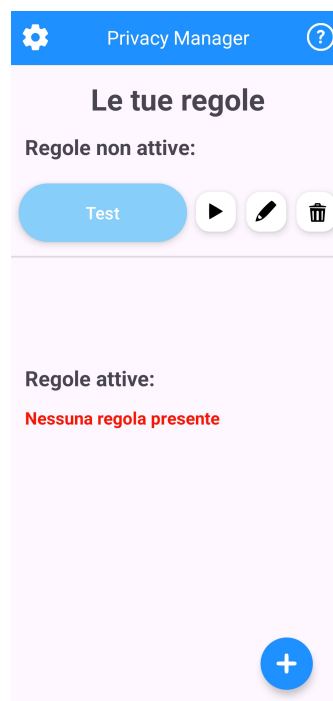 Privacy Manager ?
Le tue regole
Regole non attive:
Test
Regole attive:
Nessuna regola presente
+